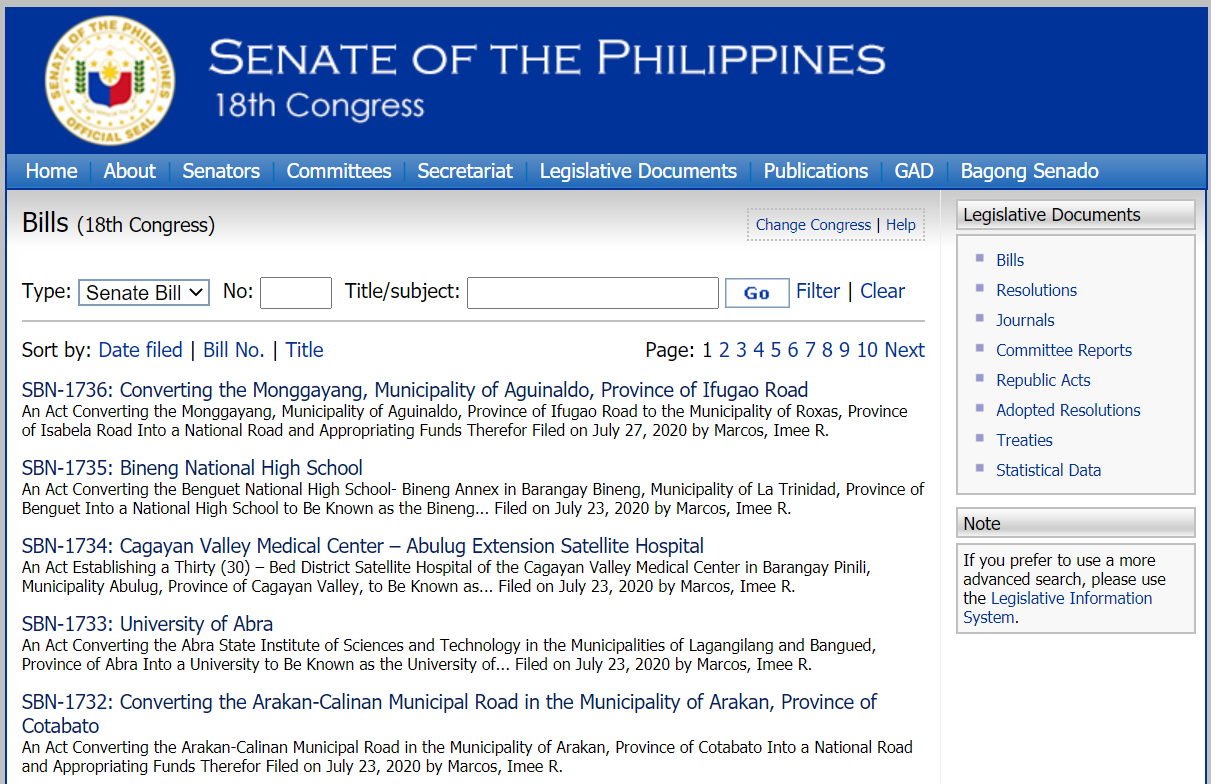 SENATE OF THE PHILIPPINES
OFFICIAL SEAL
SENATE OF THE PHILIPPINES
18th Congress
Home About Senators Committees Secretariat Legislative Documents Publications GAD Bagong Senado
Bills (18th Congress)
Change Congress | Help
Type: Senate Bill No: Title/subject: Go Filter | Clear
Sort by: Date filed | Bill No. | Title
Page: 1 2 3 4 5 6 7 8 9 10 Next
SBN-1736: Converting the Monggayang, Municipality of Aguinaldo, Province of Ifugao Road
An Act Converting the Monggayang, Municipality of Aguinaldo, Province of Ifugao Road to the Municipality of Roxas, Province
of Isabela Road Into a National Road and Appropriating Funds Therefor Filed on July 27, 2020 by Marcos, Imee R.
SBN-1735: Bineng National High School
An Act Converting the Benguet National High School- Bineng Annex in Barangay Bineng, Municipality of La Trinidad, Province of
Benguet Into a National High School to Be Known as the Bineng... Filed on July 23, 2020 by Marcos, Imee R.
SBN-1734: Cagayan Valley Medical Center – Abulug Extension Satellite Hospital
An Act Establishing a Thirty (30) – Bed District Satellite Hospital of the Cagayan Valley Medical Center in Barangay Pinili,
Municipality Abulug, Province of Cagayan Valley, to Be Known as... Filed on July 23, 2020 by Marcos, Imee R.
SBN-1733: University of Abra
An Act Converting the Abra State Institute of Sciences and Technology in the Municipalities of Lagangilang and Bangued,
Province of Abra Into a University to Be Known as the University of... Filed on July 23, 2020 by Marcos, Imee R.
SBN-1732: Converting the Arakan-Calinan Municipal Road in the Municipality of Arakan, Province of
Cotabato
An Act Converting the Arakan-Calinan Municipal Road in the Municipality of Arakan, Province of Cotabato Into a National Road
and Appropriating Funds Therefor Filed on July 23, 2020 by Marcos, Imee R.
Legislative Documents
Bills
Resolutions
Journals
Committee Reports
Republic Acts
Adopted Resolutions
Treaties
Statistical Data
Note
If you prefer to use a more
advanced search, please use
the Legislative Information
System.